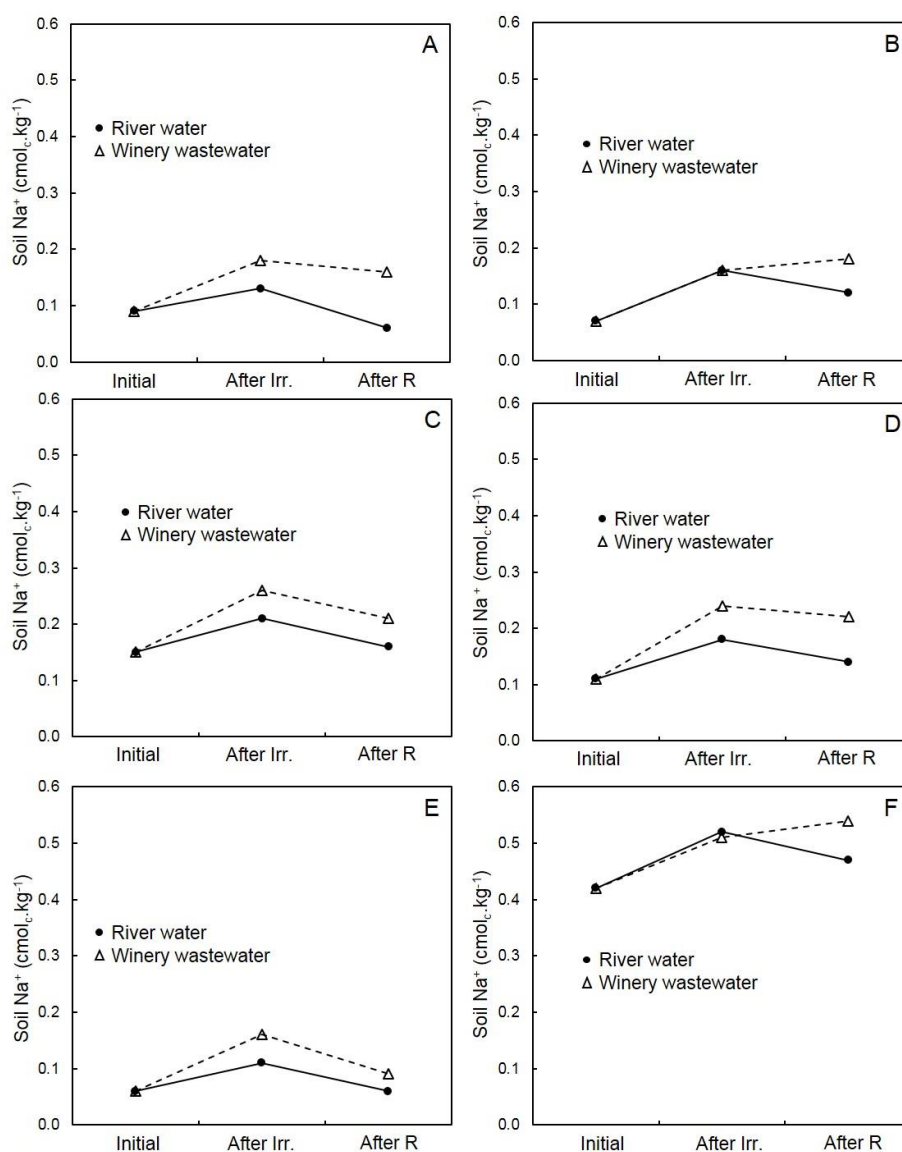 A
Soil Na⁺ (cmol꜀.kg⁻¹)
0.6
0.5
0.4
0.3
0.2
0.1
0.0
River water
Winery wastewater
Initial After Irr. After R
B
Soil Na⁺ (cmol꜀.kg⁻¹)
0.6
0.5
0.4
0.3
0.2
0.1
0.0
River water
Winery wastewater
Initial After Irr. After R
C
Soil Na⁺ (cmol꜀.kg⁻¹)
0.6
0.5
0.4
0.3
0.2
0.1
0.0
River water
Winery wastewater
Initial After Irr. After R
D
Soil Na⁺ (cmol꜀.kg⁻¹)
0.6
0.5
0.4
0.3
0.2
0.1
0.0
River water
Winery wastewater
Initial After Irr. After R
E
Soil Na⁺ (cmol꜀.kg⁻¹)
0.6
0.5
0.4
0.3
0.2
0.1
0.0
River water
Winery wastewater
Initial After Irr. After R
F
Soil Na⁺ (cmol꜀.kg⁻¹)
0.6
0.5
0.4
0.3
0.2
0.1
0.0
River water
Winery wastewater
Initial After Irr. After R